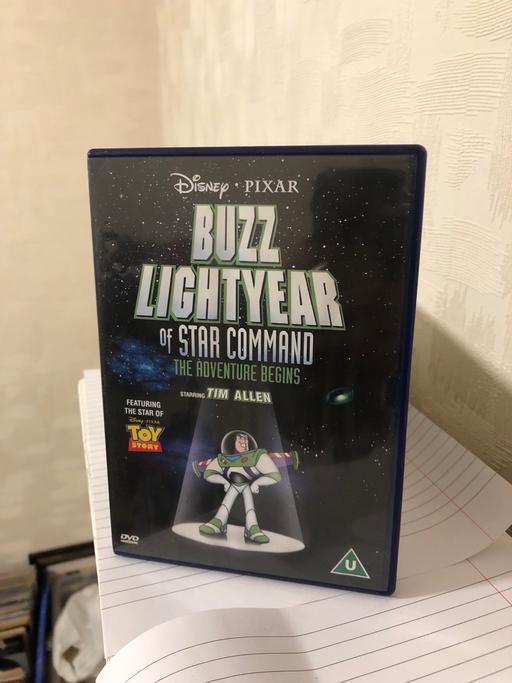 Disney · PIXAR
BUZZ
LIGHTYEAR
of STAR COMMAND
THE ADVENTURE BEGINS
STARRING TIM ALLEN
FEATURING
THE STAR OF
Disney · PIXAR
TOY
STORY
DVD
U